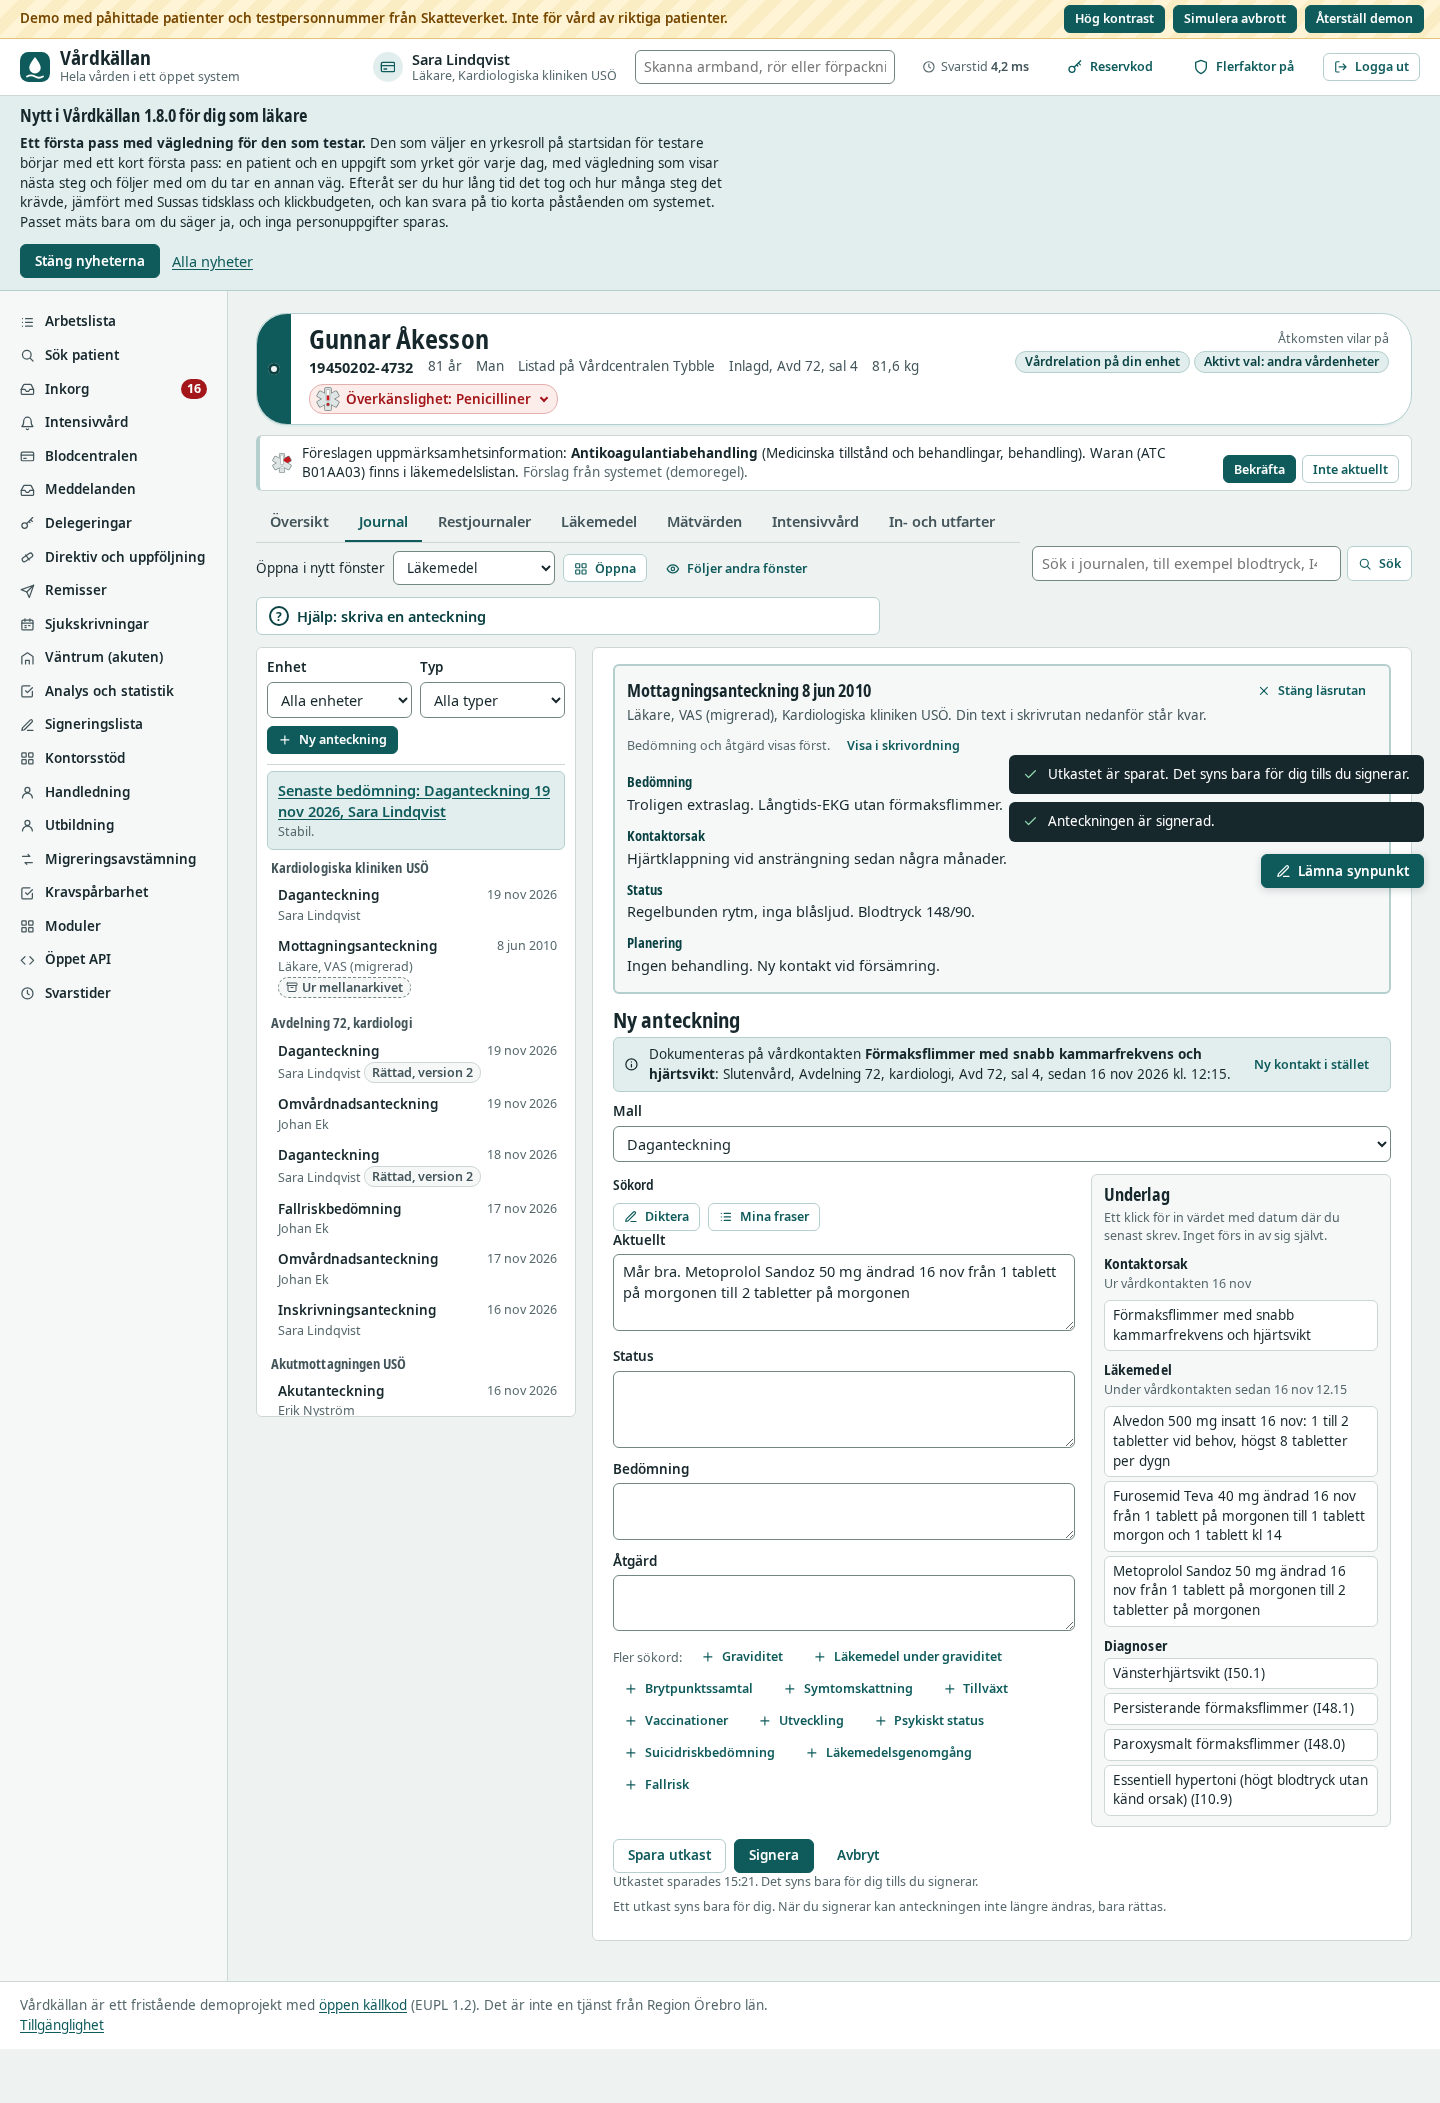 Demo med påhittade patienter och testpersonnummer från Skatteverket. Inte för vård av riktiga patienter.
Hög kontrast
Simulera avbrott
Återställ demon
Vårdkällan
Hela vården i ett öppet system
Sara Lindqvist
Läkare, Kardiologiska kliniken USÖ
Skanna armband, rör eller förpackni
Svarstid 4,2 ms
Reservkod
Flerfaktor på
Logga ut
Nytt i Vårdkällan 1.8.0 för dig som läkare
Ett första pass med vägledning för den som testar. Den som väljer en yrkesroll på startsidan för testare
börjar med ett kort första pass: en patient och en uppgift som yrket gör varje dag, med vägledning som visar
nästa steg och följer med om du tar en annan väg. Efteråt ser du hur lång tid det tog och hur många steg det
krävde, jämfört med Sussas tidsklass och klickbudgeten, och kan svara på tio korta påståenden om systemet.
Passet mäts bara om du säger ja, och inga personuppgifter sparas.
Stäng nyheterna
Alla nyheter
Arbetslista
Sök patient
Inkorg
16
Intensivvård
Blodcentralen
Meddelanden
Delegeringar
Direktiv och uppföljning
Remisser
Sjukskrivningar
Väntrum (akuten)
Analys och statistik
Signeringslista
Kontorsstöd
Handledning
Utbildning
Migreringsavstämning
Kravspårbarhet
Moduler
Öppet API
Svarstider
Gunnar Åkesson
19450202-4732
81 år
Man
Listad på Vårdcentralen Tybble
Inlagd, Avd 72, sal 4
81,6 kg
Överkänslighet: Penicilliner
Åtkomsten vilar på
Vårdrelation på din enhet
Aktivt val: andra vårdenheter
Föreslagen uppmärksamhetsinformation: Antikoagulantiabehandling (Medicinska tillstånd och behandlingar, behandling). Waran (ATC
B01AA03) finns i läkemedelslistan. Förslag från systemet (demoregel).
Bekräfta
Inte aktuellt
Översikt
Journal
Restjournaler
Läkemedel
Mätvärden
Intensivvård
In- och utfarter
Öppna i nytt fönster
Läkemedel
Öppna
Följer andra fönster
Sök i journalen, till exempel blodtryck, I4
Sök
Hjälp: skriva en anteckning
Enhet
Typ
Alla enheter
Alla typer
Ny anteckning
Senaste bedömning: Daganteckning 19
nov 2026, Sara Lindqvist
Stabil.
Kardiologiska kliniken USÖ
Daganteckning
19 nov 2026
Sara Lindqvist
Mottagningsanteckning
8 jun 2010
Läkare, VAS (migrerad)
Ur mellanarkivet
Avdelning 72, kardiologi
Daganteckning
19 nov 2026
Sara Lindqvist
Rättad, version 2
Omvårdnadsanteckning
19 nov 2026
Johan Ek
Daganteckning
18 nov 2026
Sara Lindqvist
Rättad, version 2
Fallriskbedömning
17 nov 2026
Johan Ek
Omvårdnadsanteckning
17 nov 2026
Johan Ek
Inskrivningsanteckning
16 nov 2026
Sara Lindqvist
Akutmottagningen USÖ
Akutanteckning
16 nov 2026
Erik Nyström
Mottagningsanteckning 8 jun 2010
Stäng läsrutan
Läkare, VAS (migrerad), Kardiologiska kliniken USÖ. Din text i skrivrutan nedanför står kvar.
Bedömning och åtgärd visas först.
Visa i skrivordning
Bedömning
Troligen extraslag. Långtids-EKG utan förmaksflimmer.
Kontaktorsak
Hjärtklappning vid ansträngning sedan några månader.
Status
Regelbunden rytm, inga blåsljud. Blodtryck 148/90.
Planering
Ingen behandling. Ny kontakt vid försämring.
Utkastet är sparat. Det syns bara för dig tills du signerar.
Anteckningen är signerad.
Lämna synpunkt
Ny anteckning
Dokumenteras på vårdkontakten Förmaksflimmer med snabb kammarfrekvens och
hjärtsvikt: Slutenvård, Avdelning 72, kardiologi, Avd 72, sal 4, sedan 16 nov 2026 kl. 12:15.
Ny kontakt i stället
Mall
Daganteckning
Sökord
Diktera
Mina fraser
Aktuellt
Mår bra. Metoprolol Sandoz 50 mg ändrad 16 nov från 1 tablett
på morgonen till 2 tabletter på morgonen
Status
Bedömning
Åtgärd
Fler sökord:
Graviditet
Läkemedel under graviditet
Brytpunktssamtal
Symtomskattning
Tillväxt
Vaccinationer
Utveckling
Psykiskt status
Suicidriskbedömning
Läkemedelsgenomgång
Fallrisk
Underlag
Ett klick för in värdet med datum där du
senast skrev. Inget förs in av sig självt.
Kontaktorsak
Ur vårdkontakten 16 nov
Förmaksflimmer med snabb
kammarfrekvens och hjärtsvikt
Läkemedel
Under vårdkontakten sedan 16 nov 12.15
Alvedon 500 mg insatt 16 nov: 1 till 2
tabletter vid behov, högst 8 tabletter
per dygn
Furosemid Teva 40 mg ändrad 16 nov
från 1 tablett på morgonen till 1 tablett
morgon och 1 tablett kl 14
Metoprolol Sandoz 50 mg ändrad 16
nov från 1 tablett på morgonen till 2
tabletter på morgonen
Diagnoser
Vänsterhjärtsvikt (I50.1)
Persisterande förmaksflimmer (I48.1)
Paroxysmalt förmaksflimmer (I48.0)
Essentiell hypertoni (högt blodtryck utan
känd orsak) (I10.9)
Spara utkast
Signera
Avbryt
Utkastet sparades 15:21. Det syns bara för dig tills du signerar.
Ett utkast syns bara för dig. När du signerar kan anteckningen inte längre ändras, bara rättas.
Vårdkällan är ett fristående demoprojekt med öppen källkod (EUPL 1.2). Det är inte en tjänst från Region Örebro län.
Tillgänglighet